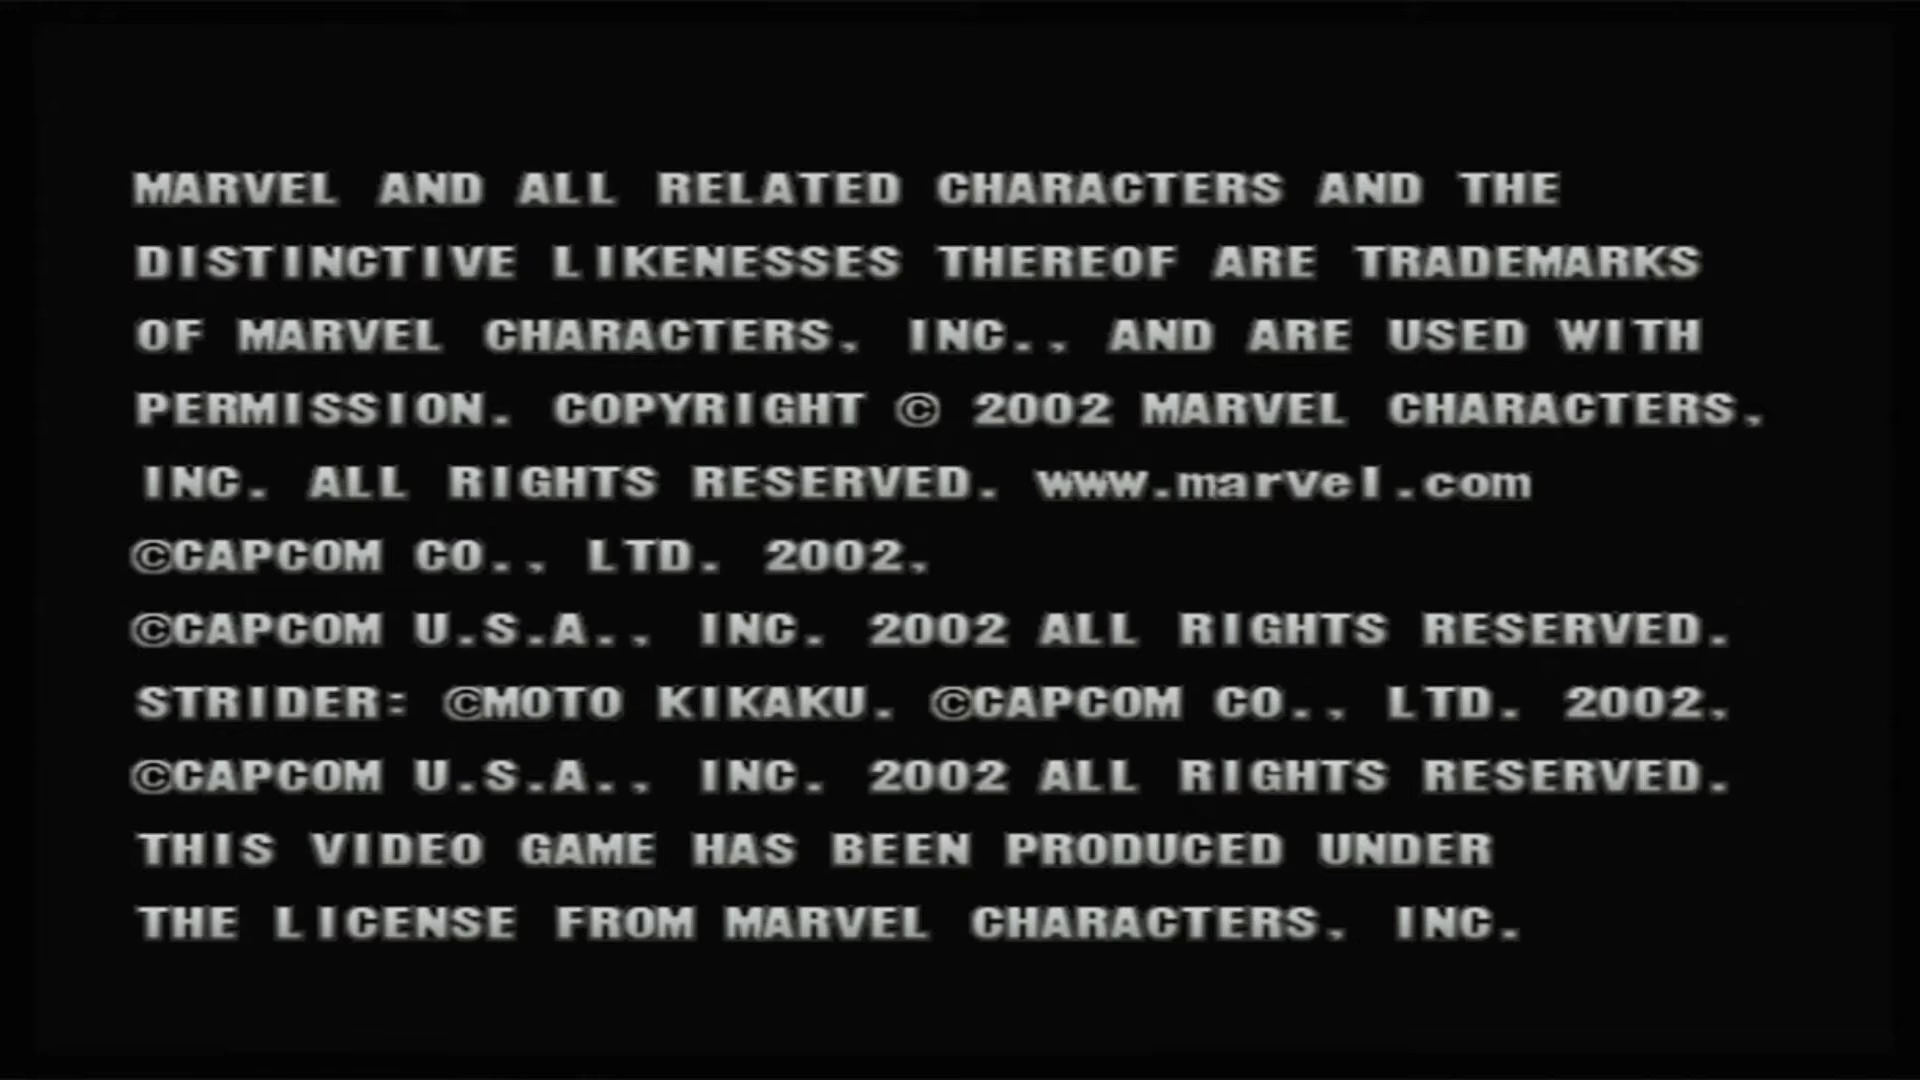 MARVEL AND ALL RELATED CHARACTERS AND THE
DISTINCTIVE LIKENESSES THEREOF ARE TRADEMARKS
OF MARVEL CHARACTERS, INC., AND ARE USED WITH
PERMISSION. COPYRIGHT © 2002 MARVEL CHARACTERS,
INC. ALL RIGHTS RESERVED. www.marvel.com
©CAPCOM CO., LTD. 2002,
©CAPCOM U.S.A., INC. 2002 ALL RIGHTS RESERVED.
STRIDER: ©MOTO KIKAKU. ©CAPCOM CO., LTD. 2002,
©CAPCOM U.S.A., INC. 2002 ALL RIGHTS RESERVED.
THIS VIDEO GAME HAS BEEN PRODUCED UNDER
THE LICENSE FROM MARVEL CHARACTERS, INC.